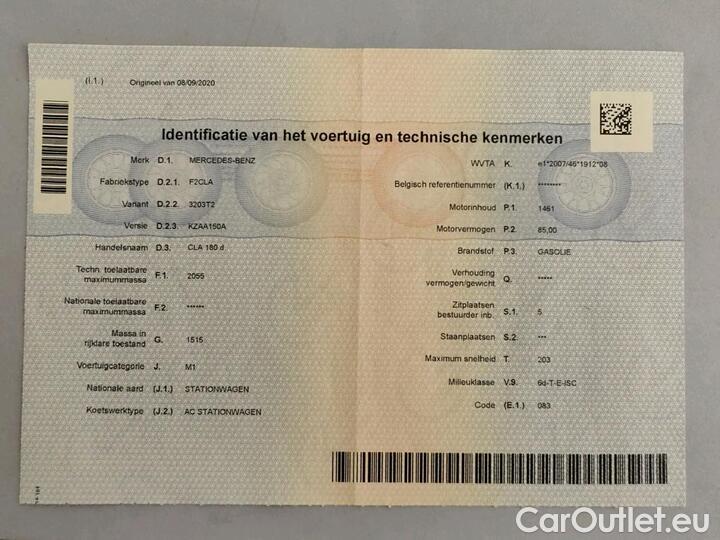 (I.1.) Origineel van 08/09/2020
Identificatie van het voertuig en technische kenmerken
Merk D.1. MERCEDES-BENZ
Fabriekstype D.2.1. F2CLA
Variant D.2.2. 3203T2
Versie D.2.3. KZAA150A
Handelsnaam D.3. CLA 180 d
Techn. toelaatbare
maximummassa F.1. 2055
Nationale toelaatbare
maximummassa F.2. ******
Massa in
rijklare toestand G. 1515
Voertuigcategorie J. M1
Nationale aard (J.1.) STATIONWAGEN
Koetswerktype (J.2.) AC STATIONWAGEN
WVTA K. e1*2007/46*1912*08
Belgisch referentienummer (K.1.) ********
Motorinhoud P.1. 1461
Motorvermogen P.2. 85,00
Brandstof P.3. GASOLIE
Verhouding
vermogen/gewicht Q. *****
Zitplaatsen
bestuurder inb. S.1. 5
Staanplaatsen S.2. ***
Maximum snelheid T. 203
Milieuklasse V.9. 6d-T-E-ISC
Code (E.1.) 083
CarOutlet.eu